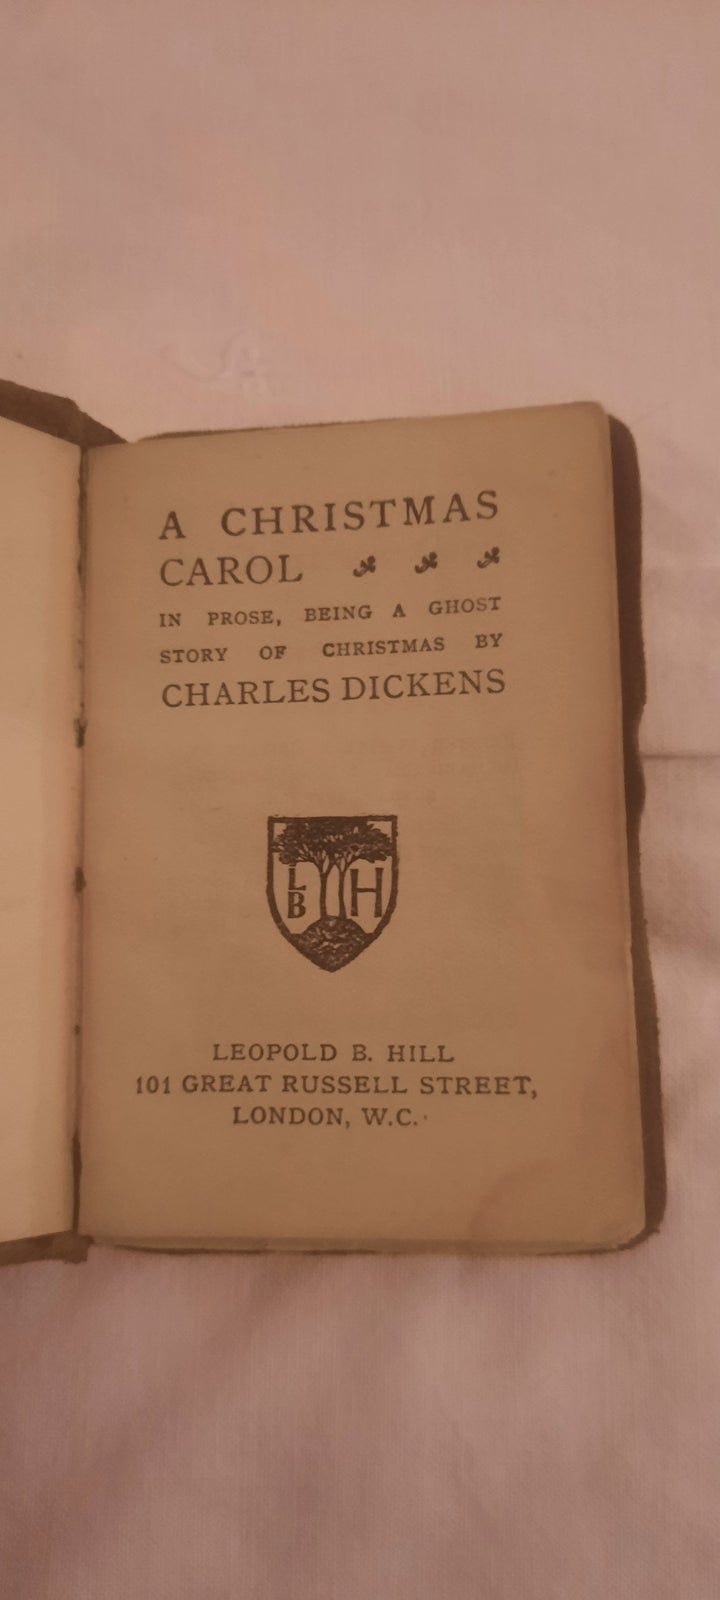 A CHRISTMAS
CAROL
IN PROSE, BEING A GHOST
STORY OF CHRISTMAS BY
CHARLES DICKENS
L H
B
LEOPOLD B. HILL
101 GREAT RUSSELL STREET,
LONDON, W.C.